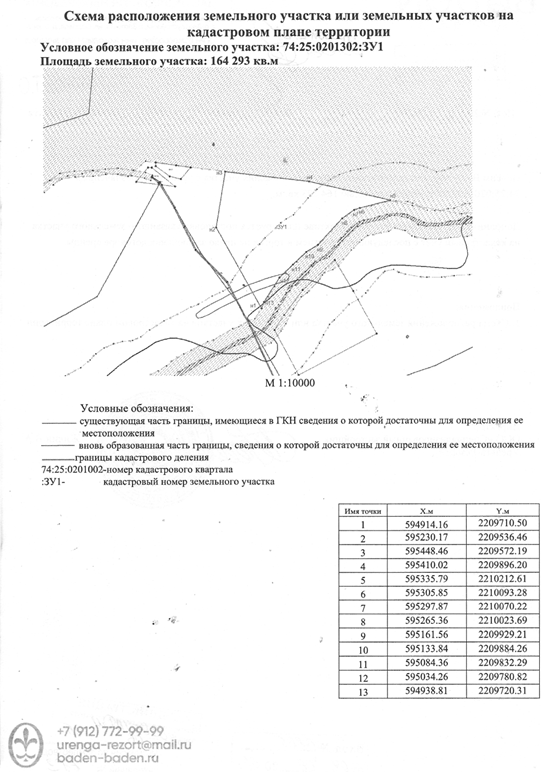 Схема расположения земельного участка или земельных участков на
кадастровом плане территории
Условное обозначение земельного участка: 74:25:0201302:ЗУ1
Площадь земельного участка: 164 293 кв.м
:ЗУ1
М 1:10000
Условные обозначения:
существующая часть границы, имеющиеся в ГКН сведения о которой достаточны для определения ее
местоположения
вновь образованная часть границы, сведения о которой достаточны для определения ее местоположения
границы кадастрового деления
74:25:0201002-номер кадастрового квартала
:ЗУ1- кадастровый номер земельного участка
Имя точки X.м Y.м
1 594914.16 2209710.50
2 595230.17 2209536.46
3 595448.46 2209572.19
4 595410.02 2209896.20
5 595335.79 2210212.61
6 595305.85 2210093.28
7 595297.87 2210070.22
8 595265.36 2210023.69
9 595161.56 2209929.21
10 595133.84 2209884.26
11 595084.36 2209832.29
12 595034.26 2209780.82
13 594938.81 2209720.31
+7 (912) 772-99-99
urenga-rezort@mail.ru
baden-baden.ru